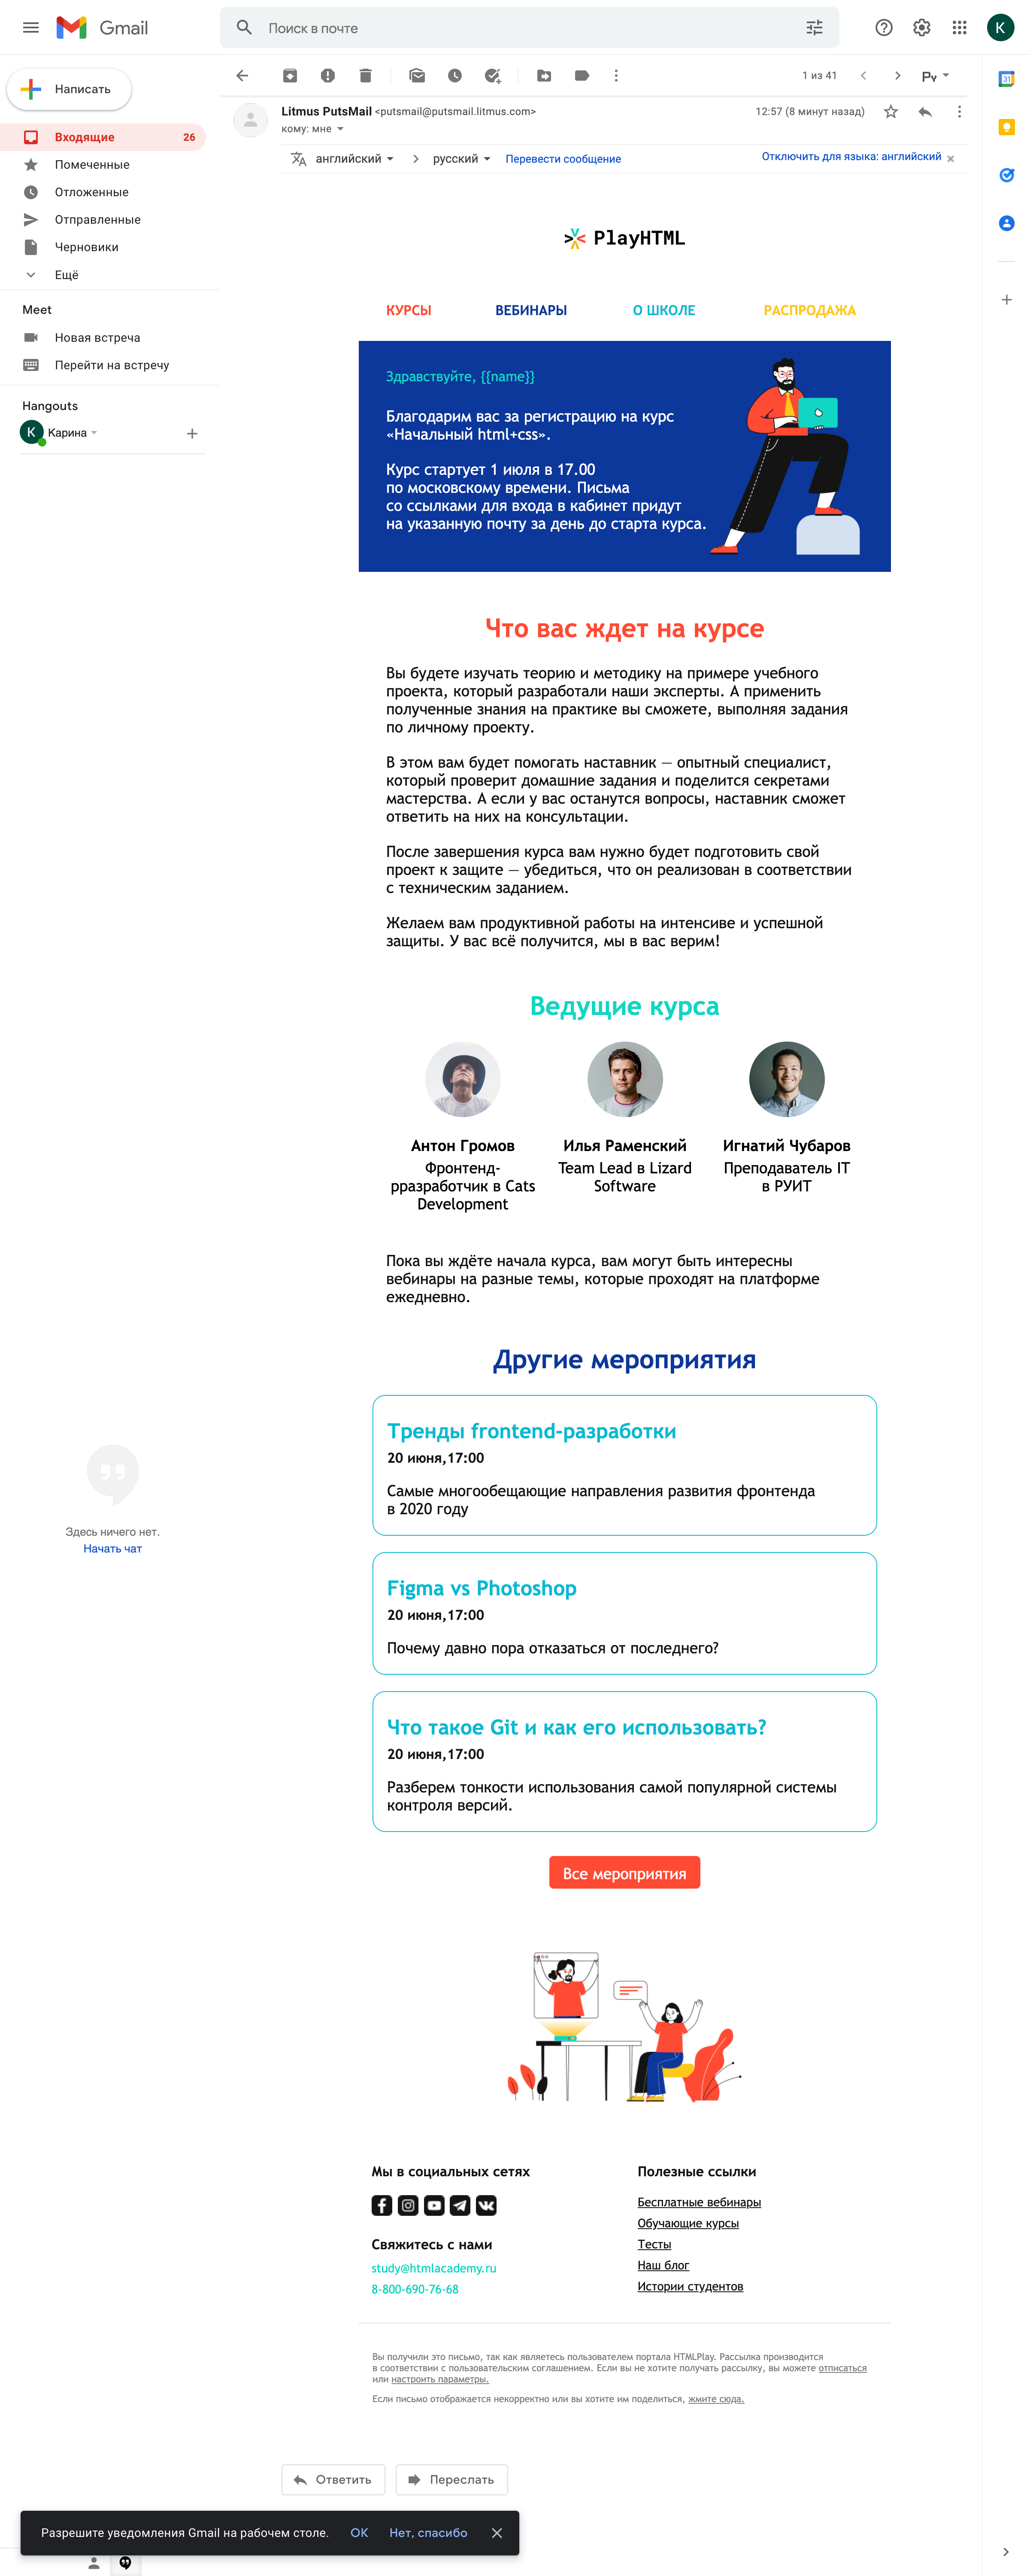 Gmail
Поиск в почте
K
Написать
1 из 41
Ру
Входящие 26
Помеченные
Отложенные
Отправленные
Черновики
Ещё
Meet
Новая встреча
Перейти на встречу
Hangouts
K Карина
Здесь ничего нет.
Начать чат
31
Litmus PutsMail <putsmail@putsmail.litmus.com>
12:57 (8 минут назад)
кому: мне
английский > русский Перевести сообщение
Отключить для языка: английский
PlayHTML
КУРСЫ ВЕБИНАРЫ О ШКОЛЕ РАСПРОДАЖА
Здравствуйте, {{name}}
Благодарим вас за регистрацию на курс
«Начальный html+css».
Курс стартует 1 июля в 17.00
по московскому времени. Письма
со ссылками для входа в кабинет придут
на указанную почту за день до старта курса.
Что вас ждет на курсе
Вы будете изучать теорию и методику на примере учебного
проекта, который разработали наши эксперты. А применить
полученные знания на практике вы сможете, выполняя задания
по личному проекту.
В этом вам будет помогать наставник — опытный специалист,
который проверит домашние задания и поделится секретами
мастерства. А если у вас останутся вопросы, наставник сможет
ответить на них на консультации.
После завершения курса вам нужно будет подготовить свой
проект к защите — убедиться, что он реализован в соответствии
с техническим заданием.
Желаем вам продуктивной работы на интенсиве и успешной
защиты. У вас всё получится, мы в вас верим!
Ведущие курса
Антон Громов
Фронтенд-
рразработчик в Cats
Development
Илья Раменский
Team Lead в Lizard
Software
Игнатий Чубаров
Преподаватель IT
в РУИТ
Пока вы ждёте начала курса, вам могут быть интересны
вебинары на разные темы, которые проходят на платформе
ежедневно.
Другие мероприятия
Тренды frontend-разработки
20 июня,17:00
Самые многообещающие направления развития фронтенда
в 2020 году
Figma vs Photoshop
20 июня,17:00
Почему давно пора отказаться от последнего?
Что такое Git и как его использовать?
20 июня,17:00
Разберем тонкости использования самой популярной системы
контроля версий.
Все мероприятия
Мы в социальных сетях
Свяжитесь с нами
study@htmlacademy.ru
8-800-690-76-68
Полезные ссылки
Бесплатные вебинары
Обучающие курсы
Тесты
Наш блог
Истории студентов
Вы получили это письмо, так как являетесь пользователем портала HTMLPlay. Рассылка производится
в соответствии с пользовательским соглашением. Если вы не хотите получать рассылку, вы можете отписаться
или настроить параметры.
Если письмо отображается некорректно или вы хотите им поделиться, жмите сюда.
Ответить
Переслать
Разрешите уведомления Gmail на рабочем столе. ОК Нет, спасибо